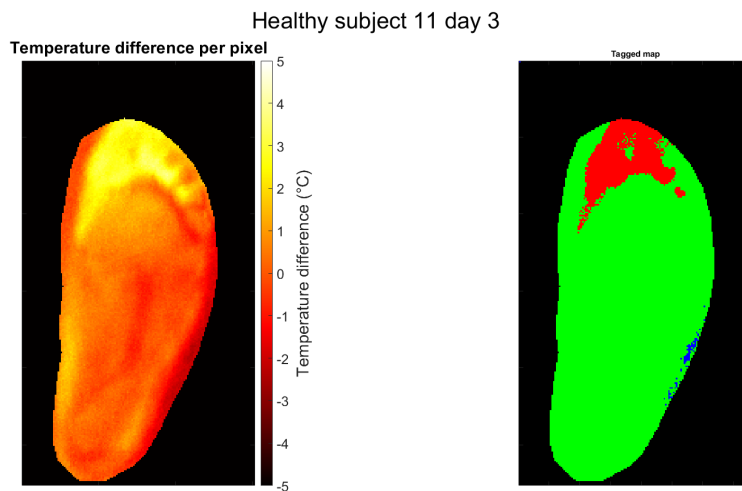 Healthy subject 11 day 3
Temperature difference per pixel
Tagged map
5
4
3
2
1
0
-1
-2
-3
-4
-5
Temperature difference (°C)